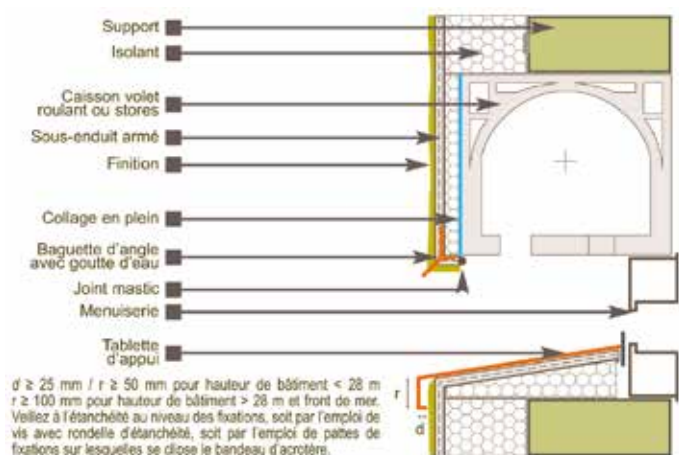 Support
Isolant
Caisson volet
roulant ou stores
Sous-enduit armé
Finition
Collage en plein
Baguette d'angle
avec goutte d'eau
Joint mastic
Menuiserie
Tablette
d'appui
r
d
d ≥ 25 mm / r ≥ 50 mm pour hauteur de bâtiment < 28 m
r ≥ 100 mm pour hauteur de bâtiment > 28 m et front de mer.
Veillez à l'étanchéité au niveau des fixations, soit par l'emploi de
vis avec rondelle d'étanchéité, soit par l'emploi de pattes de
fixations sur lesquelles se clipse le bandeau d'acrotère.